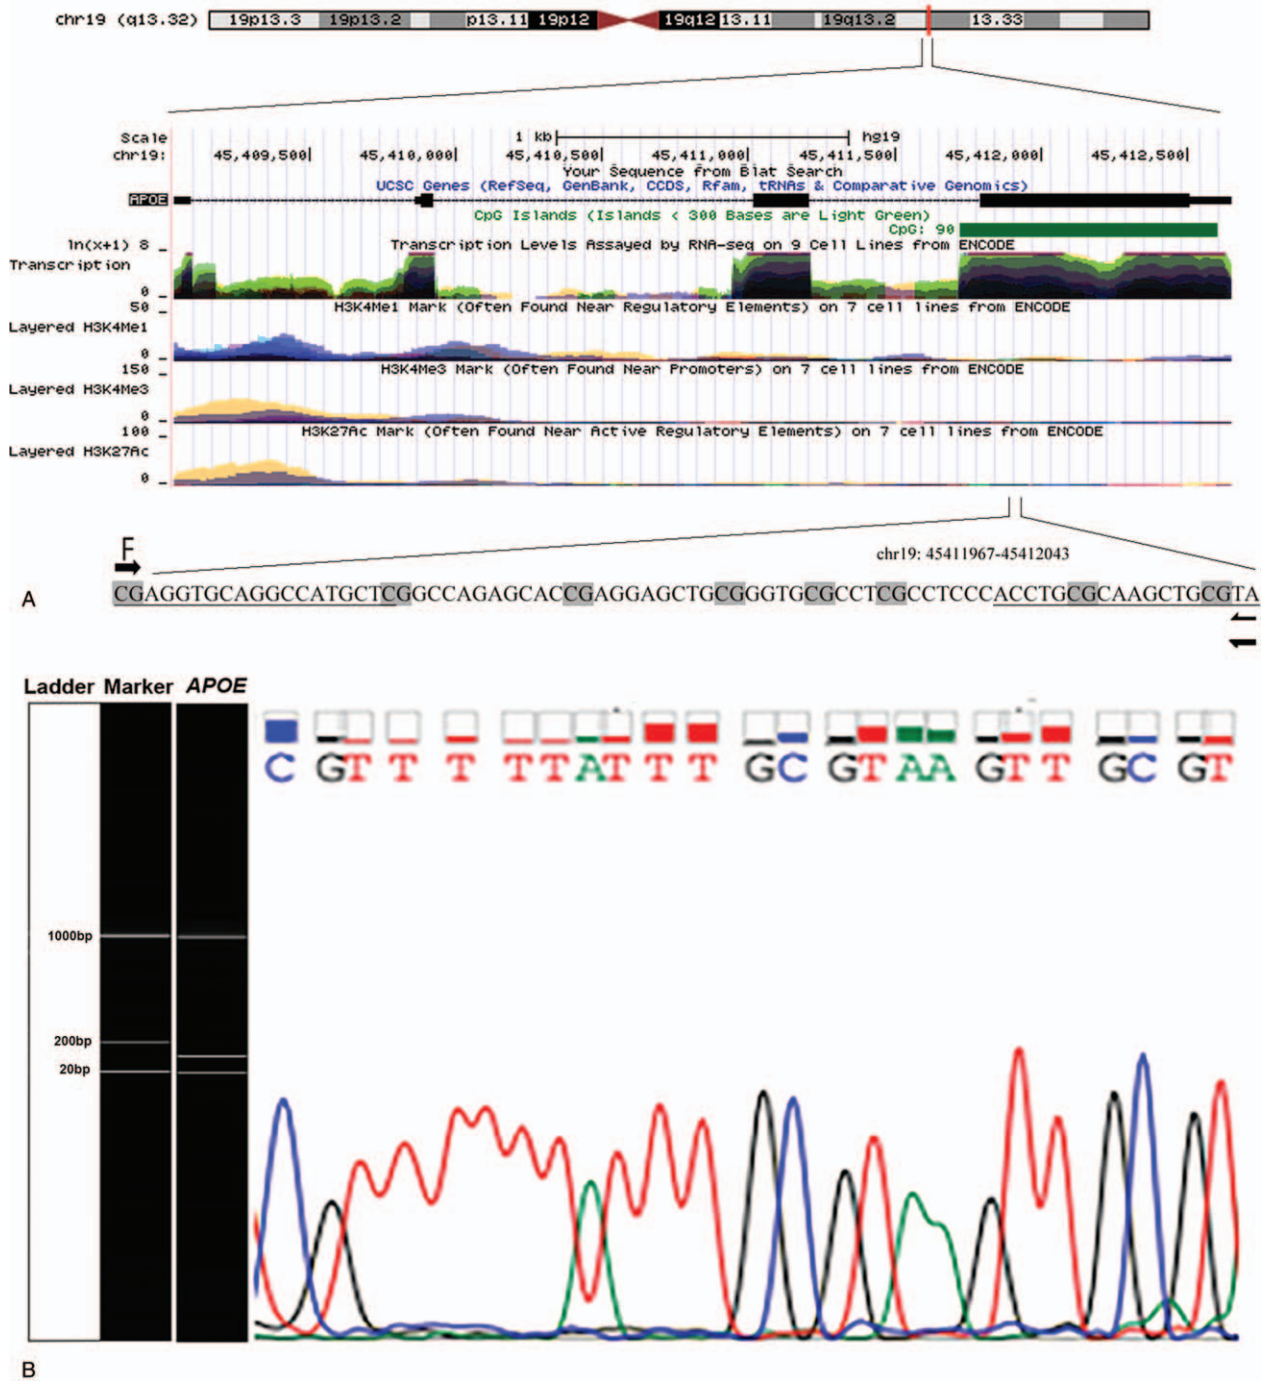 chr19 (q13.32) 19p13.3 19p13.2 p13.11 19p12 19q12 13.11 19q13.2 13.33
Scale 1 kb hg19
chr19: 45,409,500 45,410,000 45,410,500 45,411,000 45,411,500 45,412,000 45,412,500
Your Sequence from Blat Search
UCSC Genes (RefSeq, GenBank, CCDS, Rfam, tRNAs & Comparative Genomics)
APOE
CpG Islands (Islands < 300 Bases are Light Green)
CpG: 90
ln(x+1) 8 Transcription Levels Assayed by RNA-seq on 9 Cell Lines from ENCODE
Transcription
0
H3K4Me1 Mark (Often Found Near Regulatory Elements) on 7 cell lines from ENCODE
50
Layered H3K4Me1
0
H3K4Me3 Mark (Often Found Near Promoters) on 7 cell lines from ENCODE
150
Layered H3K4Me3
0
H3K27Ac Mark (Often Found Near Active Regulatory Elements) on 7 cell lines from ENCODE
100
Layered H3K27Ac
0
F
chr19: 45411967-45412043
CGAGGTGCAGGCCATGCTCGGCCAGAGCACCGAGGAGCTGCGGGTGCGCCTCGCCTCCCACCTGCGCAAGCTGCGTA
A
Ladder Marker APOE
C G T T T T T A T T T G C G T A A G T T G C G T
1000bp
200bp
20bp
B